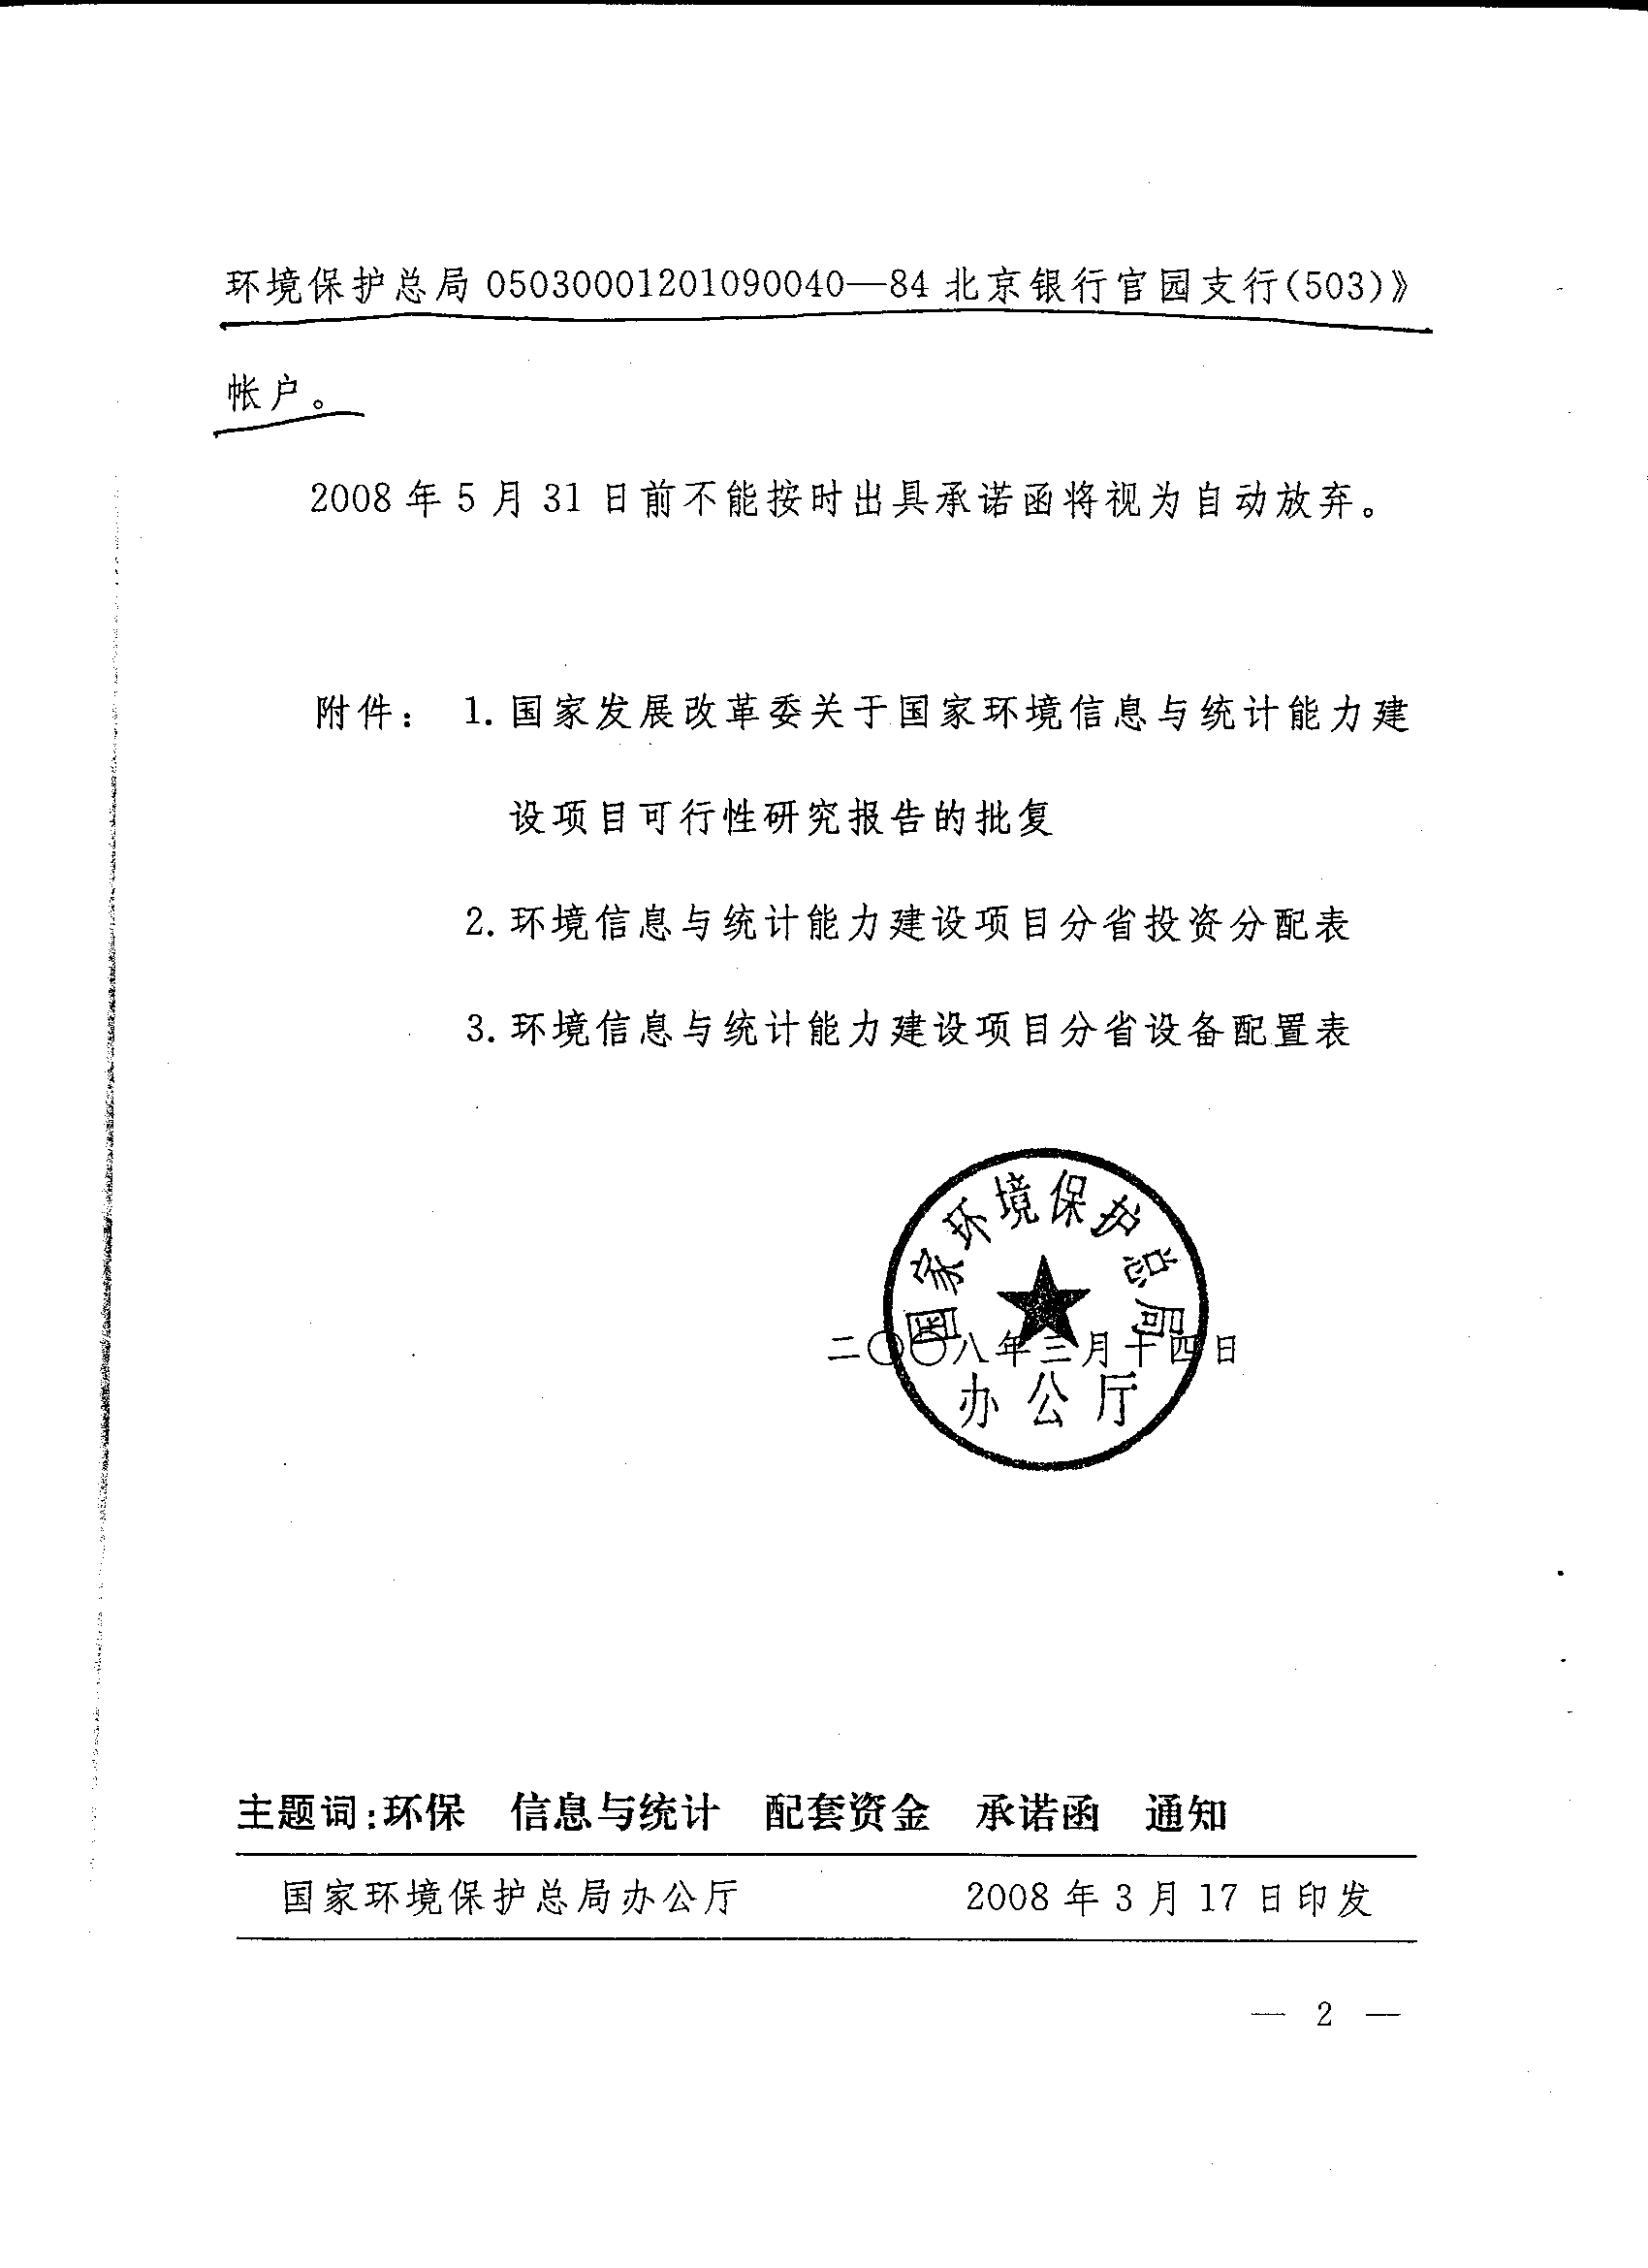 环境保护总局 05030001201090040—84 北京银行官园支行(503)》
帐户。
2008 年 5 月 31 日前不能按时出具承诺函将视为自动放弃。
附件： 1. 国家发展改革委关于国家环境信息与统计能力建
设项目可行性研究报告的批复
2. 环境信息与统计能力建设项目分省投资分配表
3. 环境信息与统计能力建设项目分省设备配置表
国家环境保护总局
二〇〇八年三月十四日
办公厅
主题词:环保 信息与统计 配套资金 承诺函 通知
国家环境保护总局办公厅 2008 年 3 月 17 日印发
— 2 —